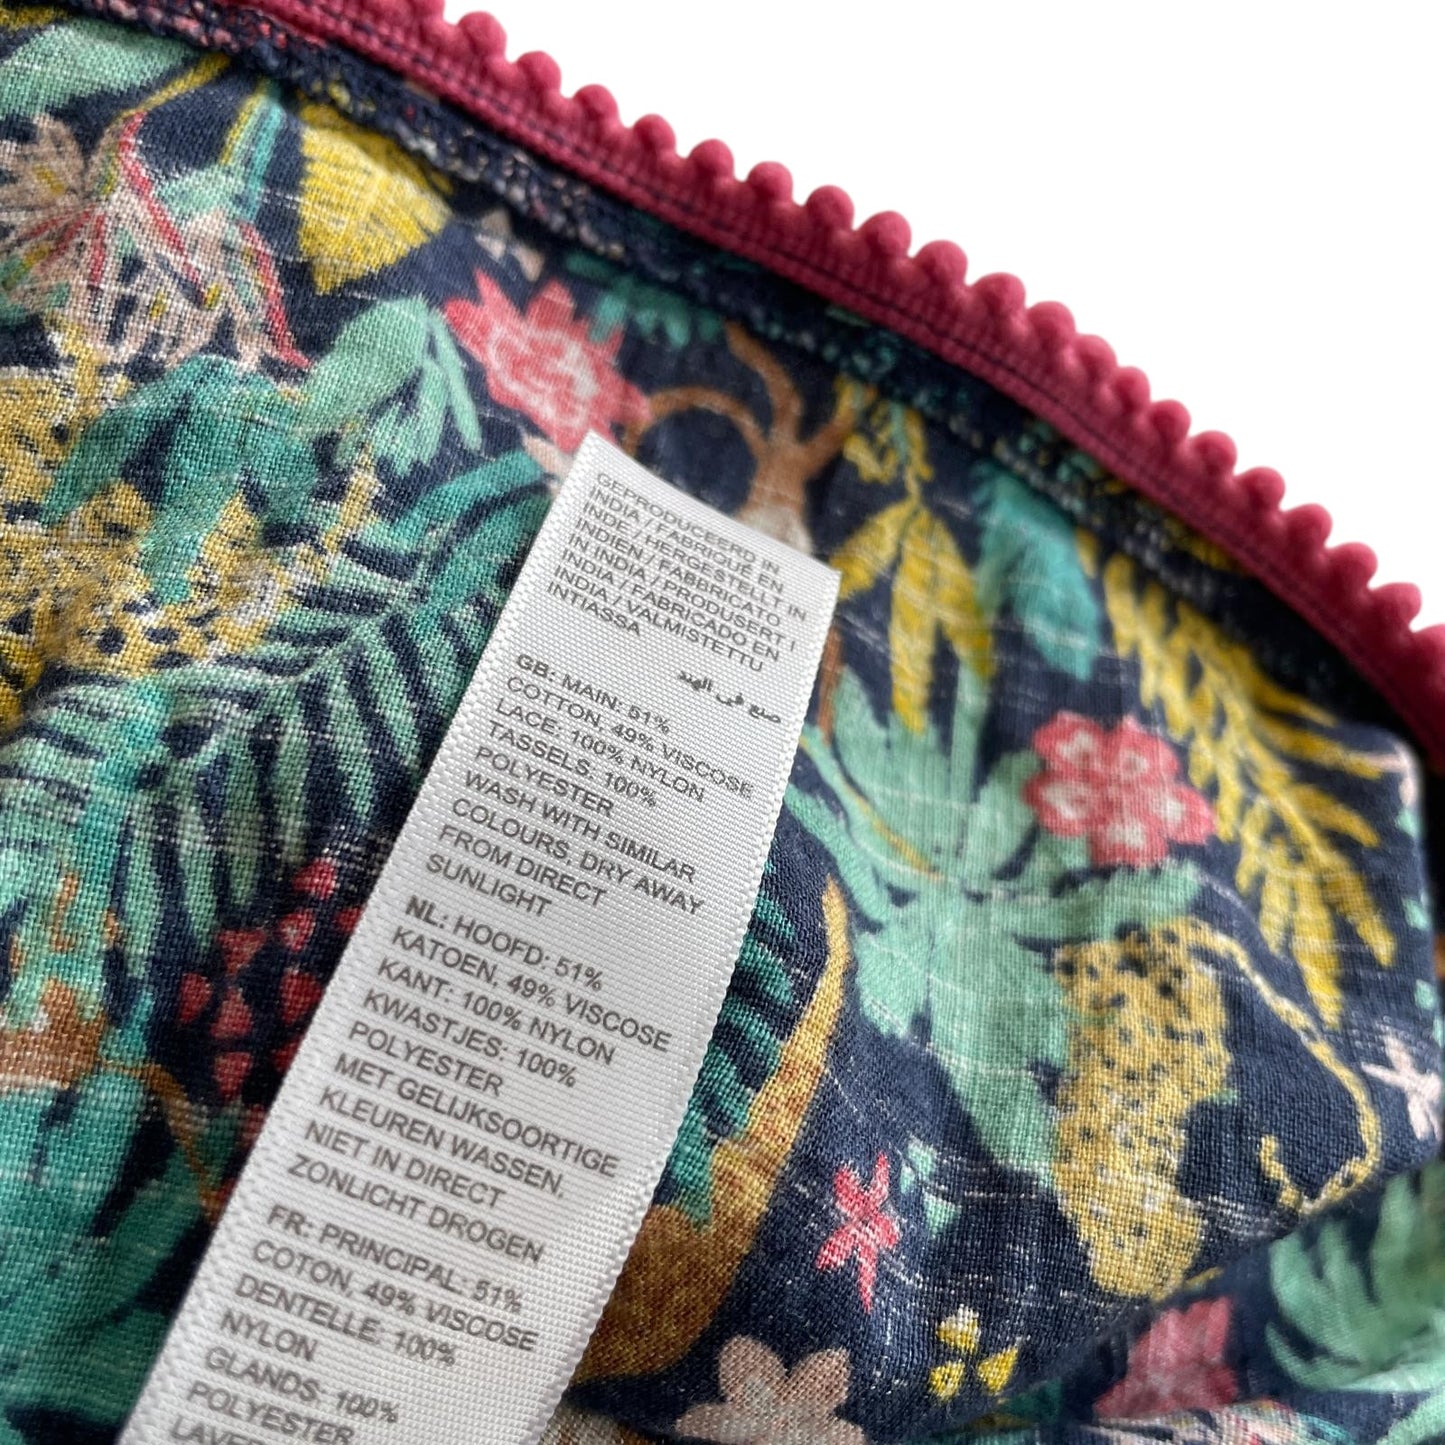 GEPRODUCEERD IN
INDIA / FABRIQUÉ EN
INDE / HERGESTELLT IN
INDIEN / FABBRICATO
IN INDIA / PRODUSERT I
INDIA / FABRICADO EN
INDIA / VALMISTETTU
INTIASSA
صنع في الهند
GB: MAIN: 51%
COTTON, 49% VISCOSE
LACE: 100% NYLON
TASSELS: 100%
POLYESTER
WASH WITH SIMILAR
COLOURS. DRY AWAY
FROM DIRECT
SUNLIGHT
NL: HOOFD: 51%
KATOEN, 49% VISCOSE
KANT: 100% NYLON
KWASTJES: 100%
POLYESTER
MET GELIJKSOORTIGE
KLEUREN WASSEN.
NIET IN DIRECT
ZONLICHT DROGEN
FR: PRINCIPAL: 51%
COTON, 49% VISCOSE
DENTELLE: 100%
NYLON
GLANDS: 100%
POLYESTER